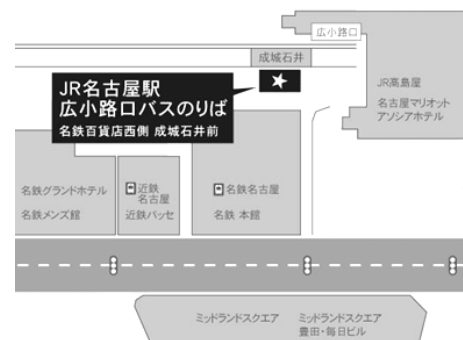 広小路口
成城石井
JR名古屋駅
広小路口バスのりば
名鉄百貨店西側 成城石井前
JR高島屋
名古屋マリオット
アソシアホテル
名鉄グランドホテル
名鉄メンズ館
近鉄
名古屋
近鉄パッセ
名鉄名古屋
名鉄 本館
ミッドランドスクエア
ミッドランドスクエア
豊田・毎日ビル